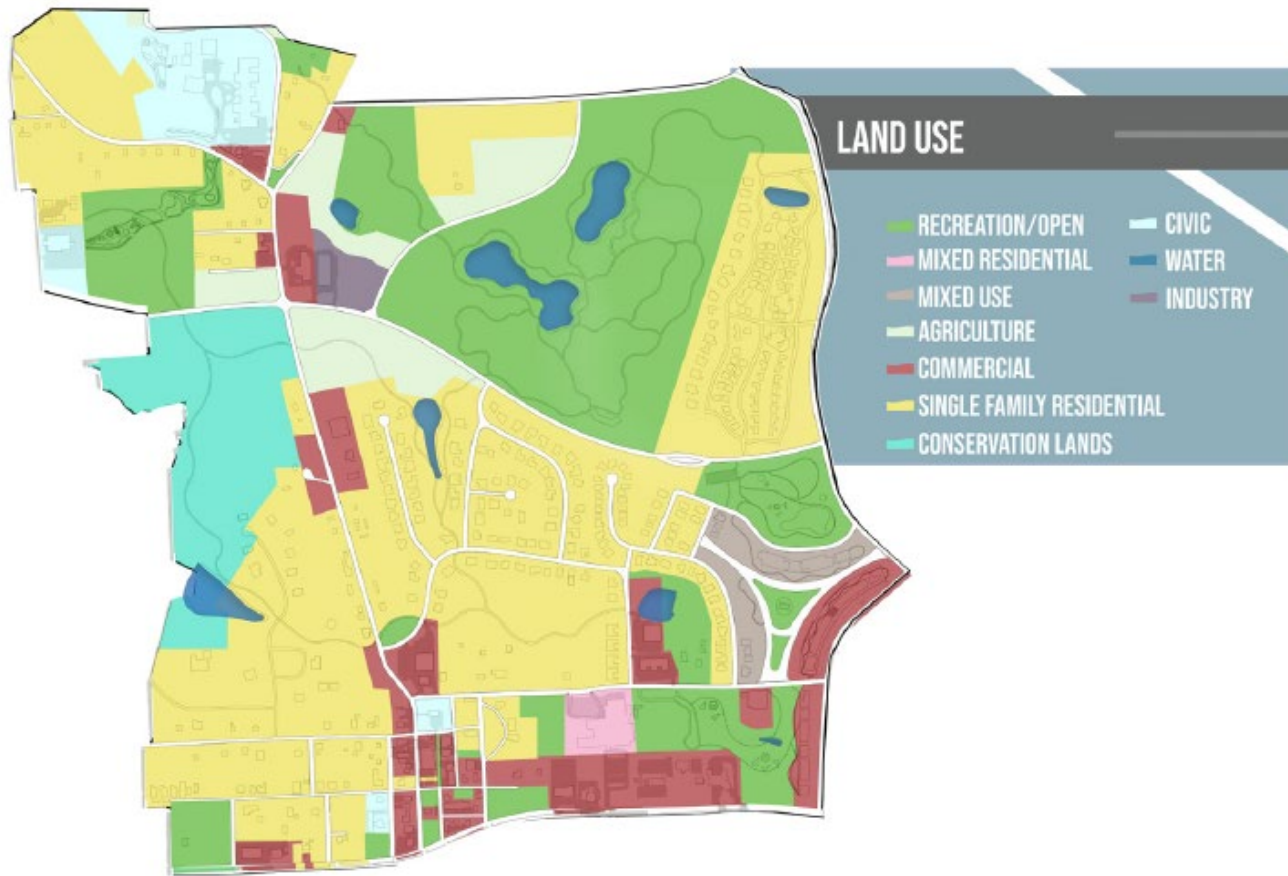 LAND USE
RECREATION/OPEN
MIXED RESIDENTIAL
MIXED USE
AGRICULTURE
COMMERCIAL
SINGLE FAMILY RESIDENTIAL
CONSERVATION LANDS
CIVIC
WATER
INDUSTRY